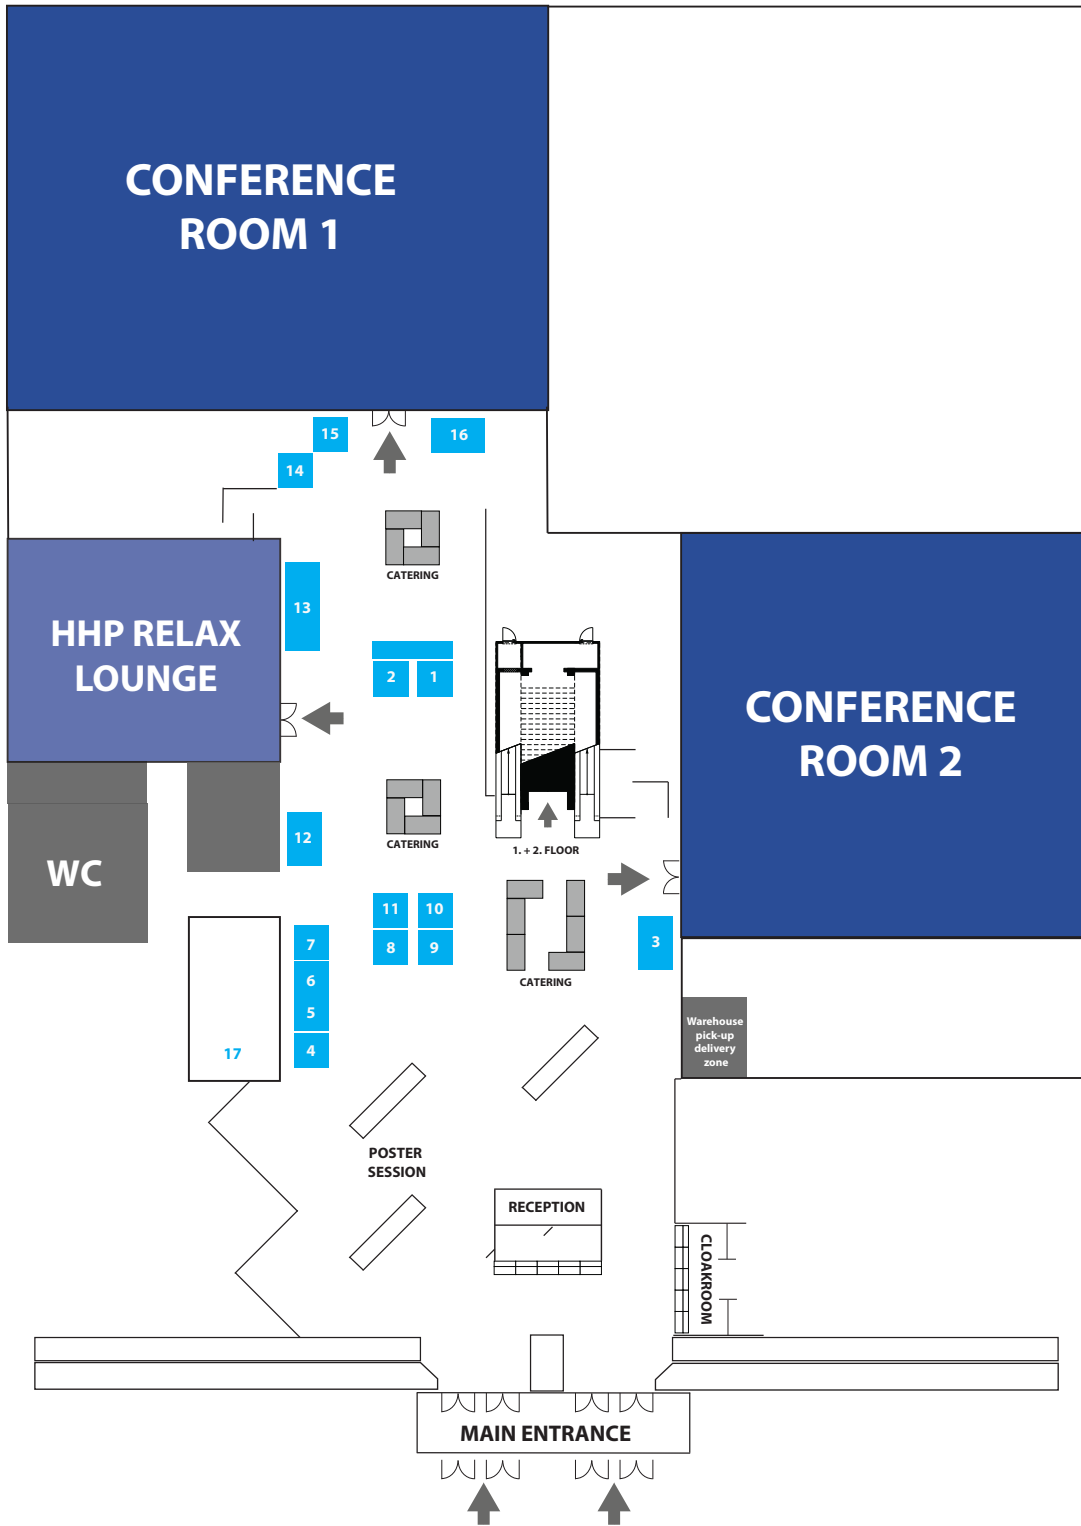 CONFERENCE
ROOM 1
15
16
14
CATERING
13
HHP RELAX
LOUNGE
2
1
CONFERENCE
ROOM 2
12
CATERING
1. + 2. FLOOR
WC
11
10
8
9
3
7
6
5
4
17
CATERING
Warehouse
pick-up
delivery
zone
POSTER
SESSION
RECEPTION
CLOAKROOM
MAIN ENTRANCE